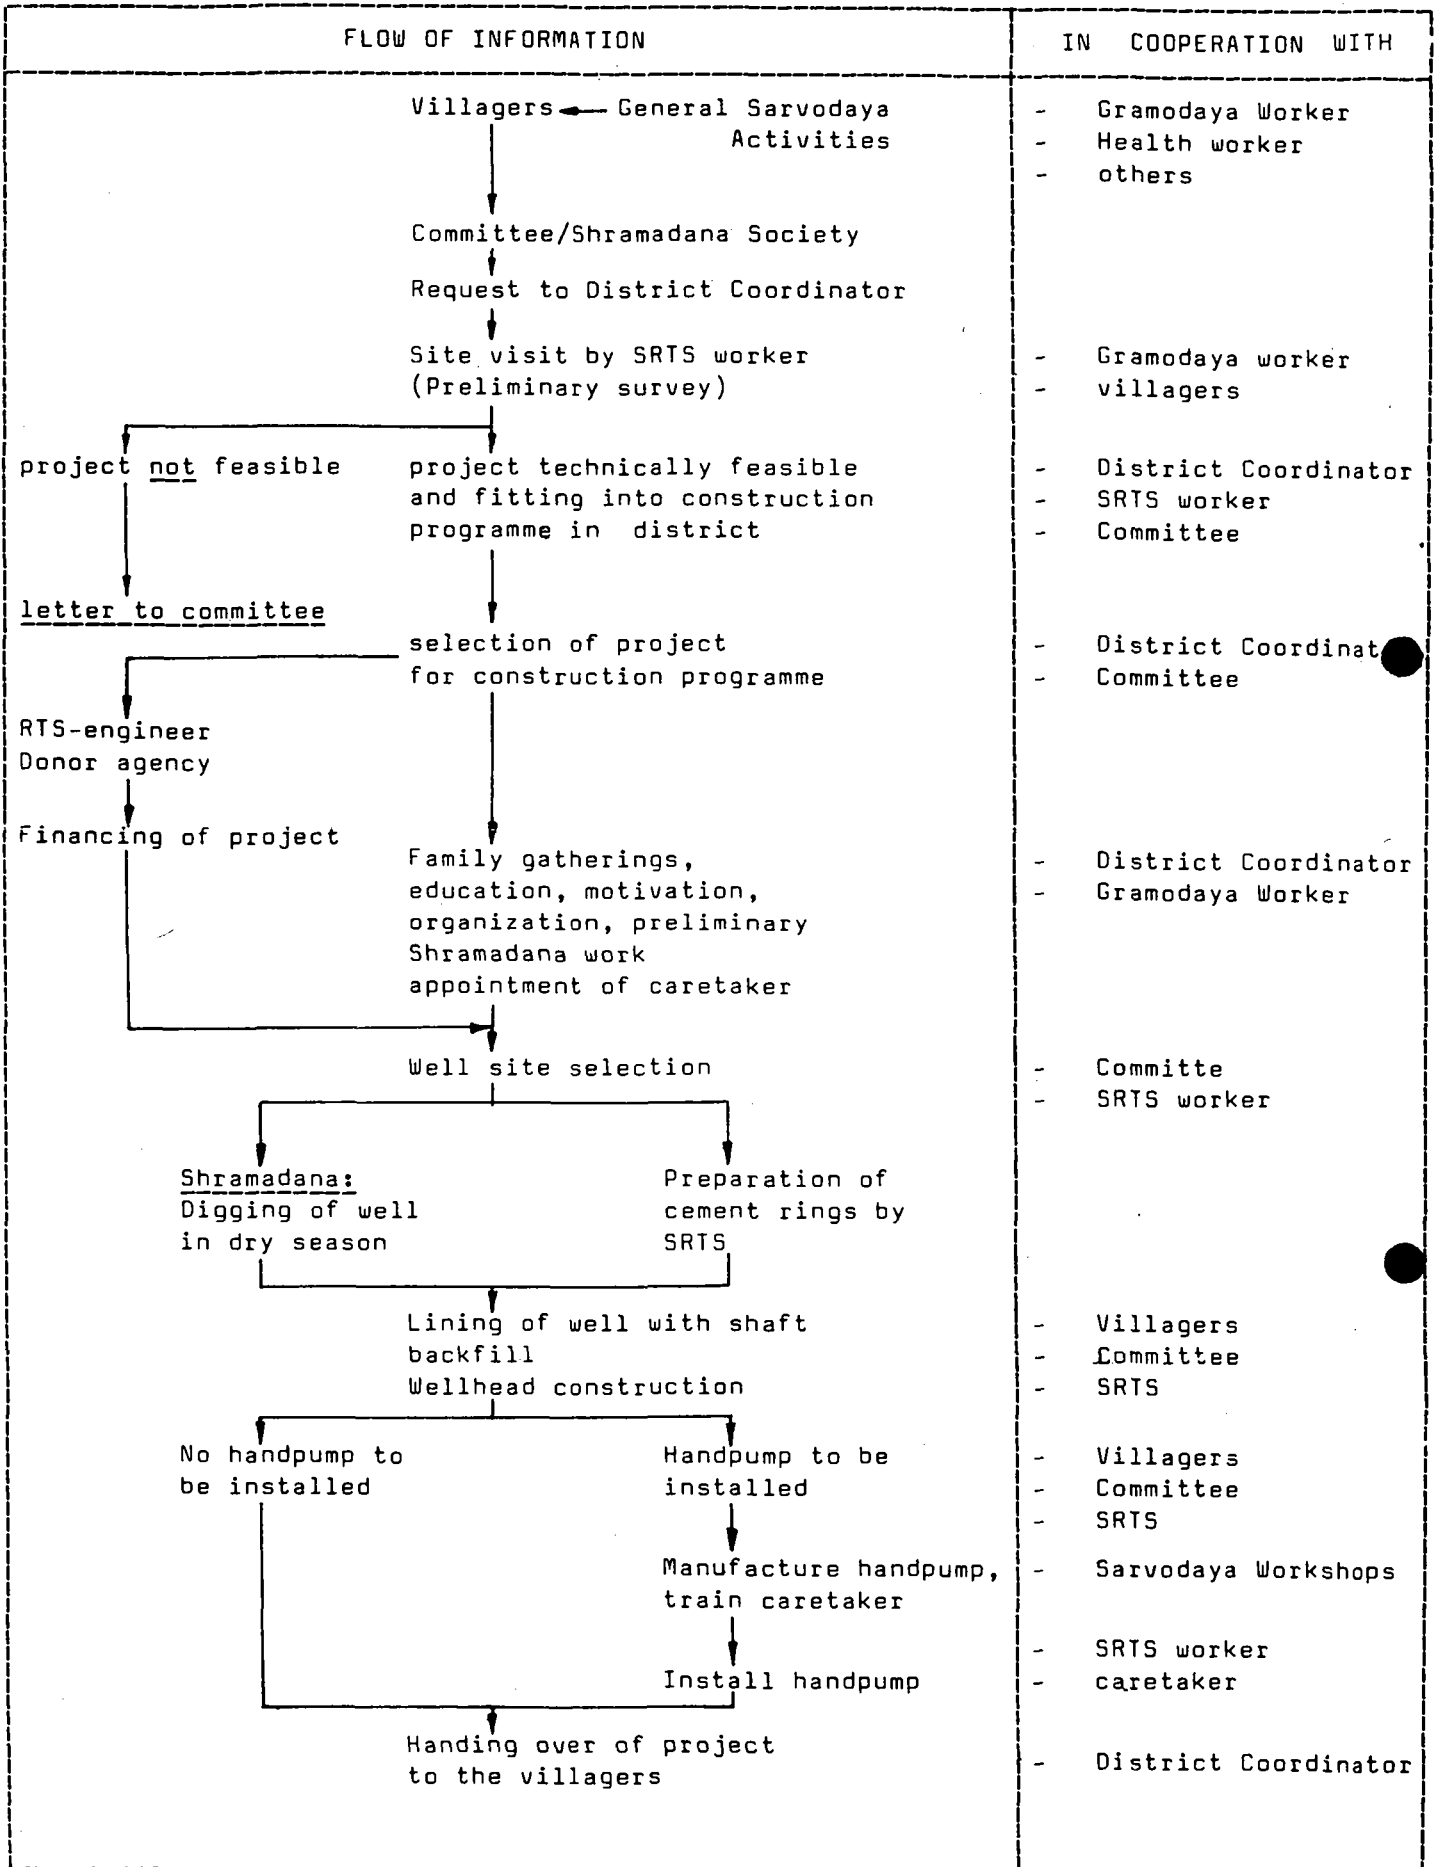 FLOW OF INFORMATION
IN COOPERATION WITH
Villagers General Sarvodaya
Activities
- Gramodaya Worker
- Health worker
- others
Committee/Shramadana Society
Request to District Coordinator
Site visit by SRTS worker
(Preliminary survey)
- Gramodaya worker
- villagers
project not feasible
project technically feasible
and fitting into construction
programme in district
- District Coordinator
- SRTS worker
- Committee
letter to committee
selection of project
for construction programme
- District Coordinat
- Committee
RTS-engineer
Donor agency
Financing of project
Family gatherings,
education, motivation,
organization, preliminary
Shramadana work
appointment of caretaker
- District Coordinator
- Gramodaya Worker
Well site selection
- Committe
- SRTS worker
Shramadana:
Digging of well
in dry season
Preparation of
cement rings by
SRTS
Lining of well with shaft
backfill
Wellhead construction
- Villagers
- Committee
- SRTS
No handpump to
be installed
Handpump to be
installed
- Villagers
- Committee
- SRTS
Manufacture handpump,
train caretaker
- Sarvodaya Workshops
Install handpump
- SRTS worker
- caretaker
Handing over of project
to the villagers
- District Coordinator